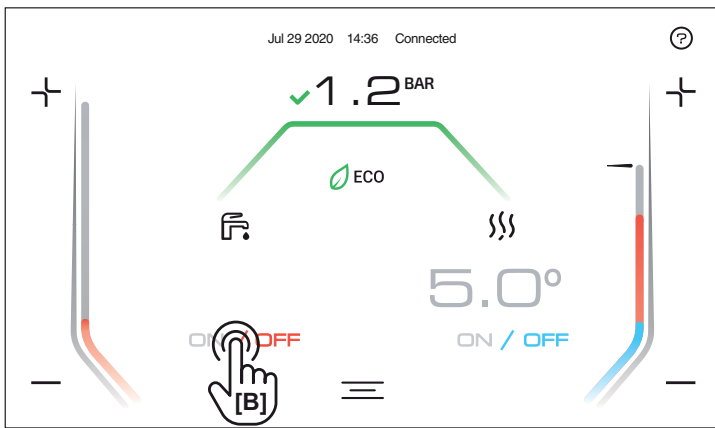 Jul 29 2020 14:36 Connected
?
1.2 BAR
ECO
5.0°
ON / OFF
ON / OFF
[B]